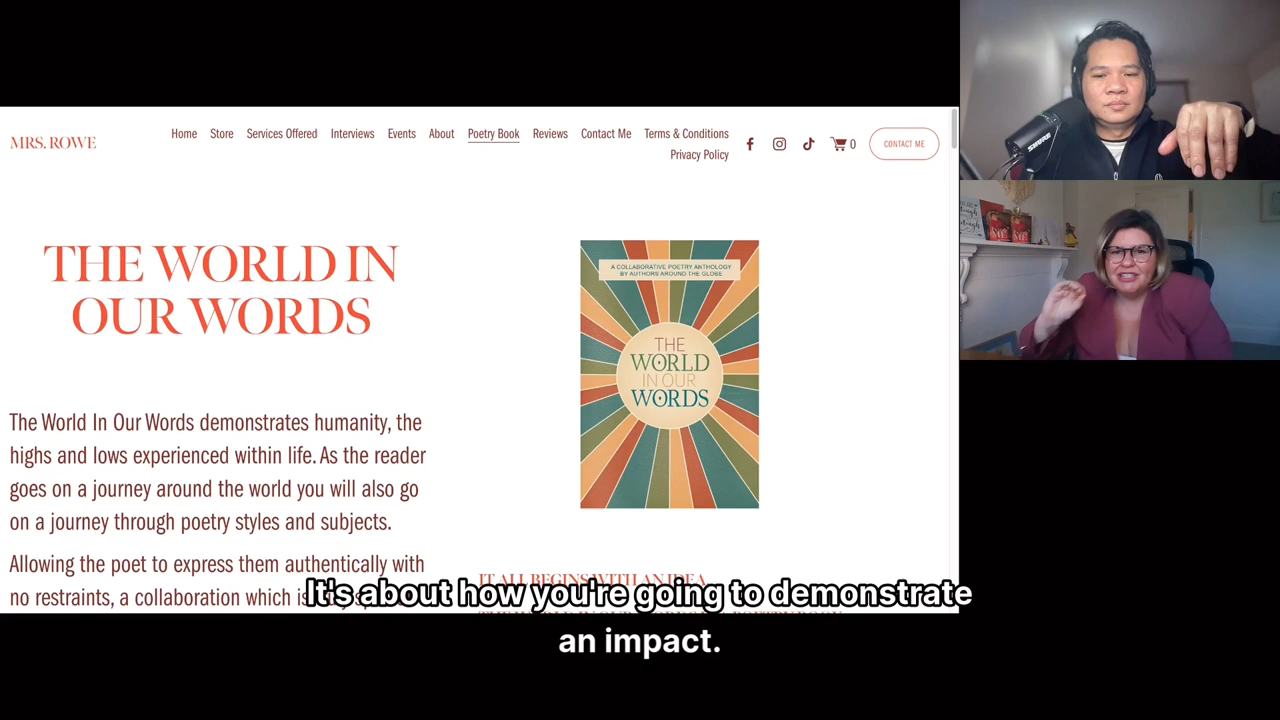 MRS. ROWE
Home Store Services Offered Interviews Events About Poetry Book Reviews Contact Me Terms & Conditions
Privacy Policy
0
CONTACT ME
THE WORLD IN
OUR WORDS
A COLLABORATIVE POETRY ANTHOLOGY
BY AUTHORS AROUND THE GLOBE
THE
WORLD
IN OUR
WORDS
The World In Our Words demonstrates humanity, the
highs and lows experienced within life. As the reader
goes on a journey around the world you will also go
on a journey through poetry styles and subjects.
Allowing the poet to express them authentically with
no restraints, a collaboration which is
IT ALL BEGINS WITH AN IDEA.
It's about how you're going to demonstrate
an impact.
SHURE